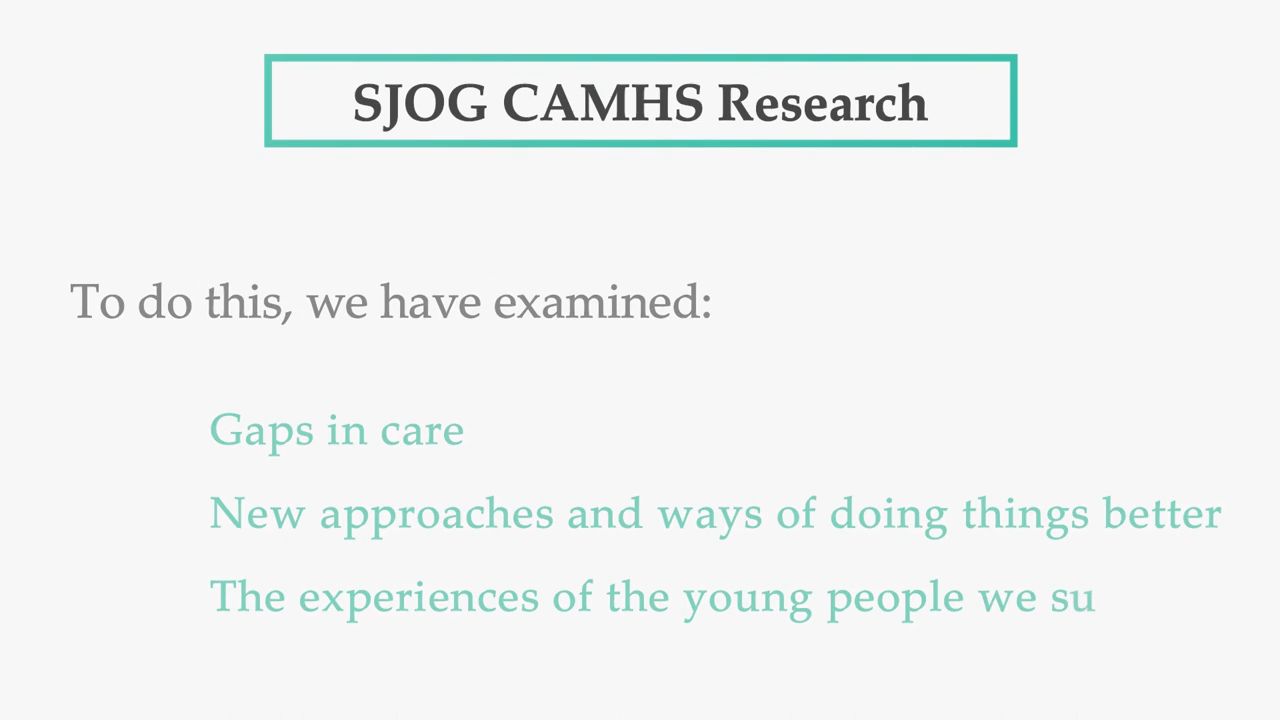 SJOG CAMHS Research
To do this, we have examined:
Gaps in care
New approaches and ways of doing things better
The experiences of the young people we su